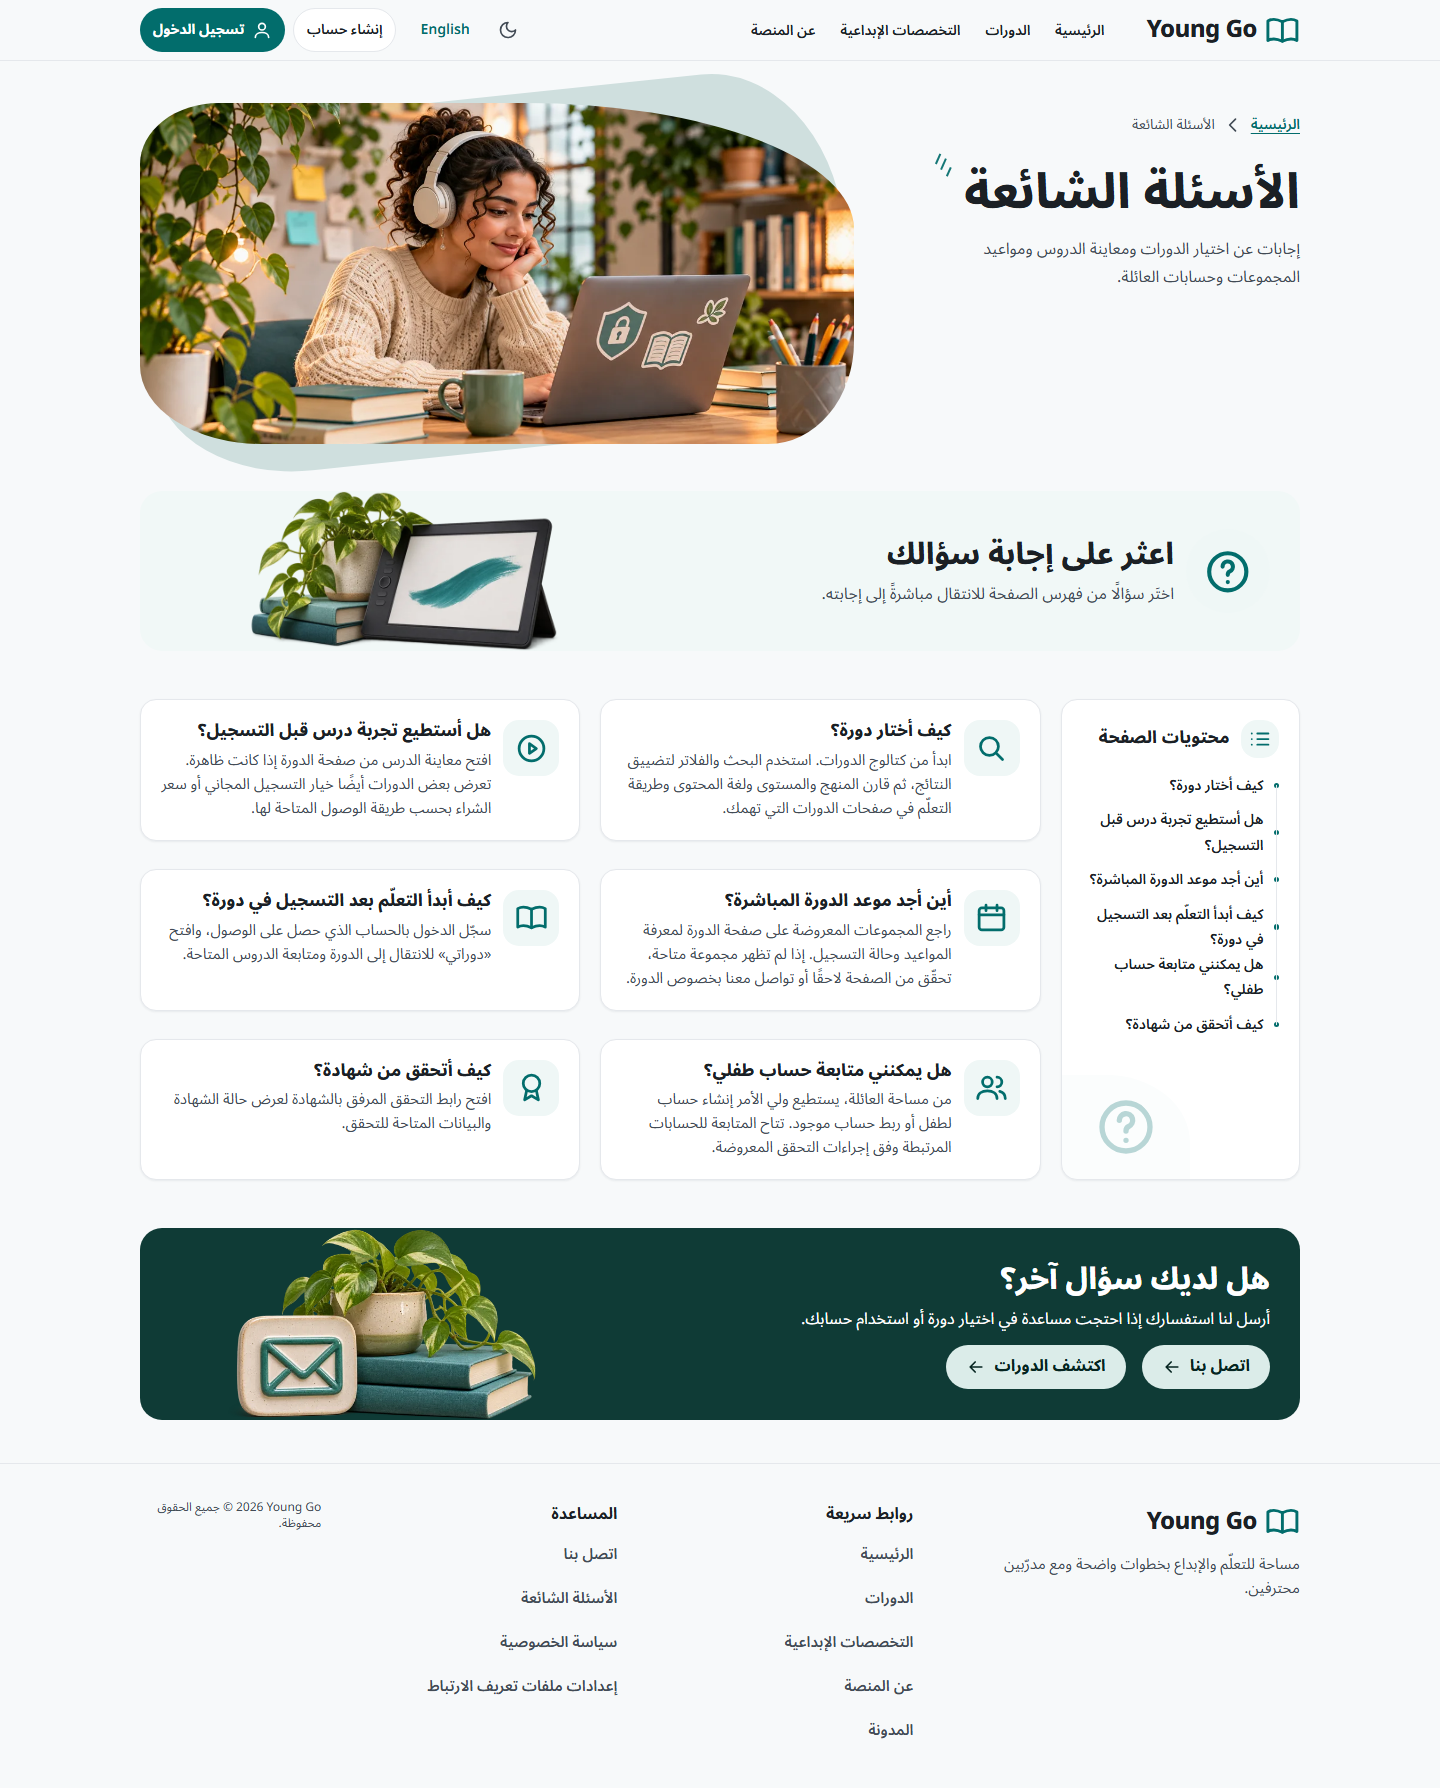 Young Go
الرئيسية
الدورات
التخصصات الإبداعية
عن المنصة
English
إنشاء حساب
تسجيل الدخول
الرئيسية
الأسئلة الشائعة
الأسئلة الشائعة
إجابات عن اختيار الدورات ومعاينة الدروس ومواعيد
المجموعات وحسابات العائلة.
اعثر على إجابة سؤالك
اختَر سؤالًا من فهرس الصفحة للانتقال مباشرةً إلى إجابته.
محتويات الصفحة
كيف أختار دورة؟
هل أستطيع تجربة درس قبل
التسجيل؟
أين أجد موعد الدورة المباشرة؟
كيف أبدأ التعلّم بعد التسجيل
في دورة؟
هل يمكنني متابعة حساب
طفلي؟
كيف أتحقق من شهادة؟
كيف أختار دورة؟
ابدأ من كتالوج الدورات. استخدم البحث والفلاتر لتضييق
النتائج، ثم قارن المنهج والمستوى ولغة المحتوى وطريقة
التعلّم في صفحات الدورات التي تهمك.
هل أستطيع تجربة درس قبل التسجيل؟
افتح معاينة الدرس من صفحة الدورة إذا كانت ظاهرة.
تعرض بعض الدورات أيضًا خيار التسجيل المجاني أو سعر
الشراء بحسب طريقة الوصول المتاحة لها.
أين أجد موعد الدورة المباشرة؟
راجع المجموعات المعروضة على صفحة الدورة لمعرفة
المواعيد وحالة التسجيل. إذا لم تظهر مجموعة متاحة،
تحقّق من الصفحة لاحقًا أو تواصل معنا بخصوص الدورة.
كيف أبدأ التعلّم بعد التسجيل في دورة؟
سجّل الدخول بالحساب الذي حصل على الوصول، وافتح
«دوراتي» للانتقال إلى الدورة ومتابعة الدروس المتاحة.
هل يمكنني متابعة حساب طفلي؟
من مساحة العائلة، يستطيع ولي الأمر إنشاء حساب
لطفل أو ربط حساب موجود. تتاح المتابعة للحسابات
المرتبطة وفق إجراءات التحقق المعروضة.
كيف أتحقق من شهادة؟
افتح رابط التحقق المرفق بالشهادة لعرض حالة الشهادة
والبيانات المتاحة للتحقق.
هل لديك سؤال آخر؟
أرسل لنا استفسارك إذا احتجت مساعدة في اختيار دورة أو استخدام حسابك.
اتصل بنا
اكتشف الدورات
Young Go
مساحة للتعلّم والإبداع بخطوات واضحة ومع مدرّبين
محترفين.
روابط سريعة
الرئيسية
الدورات
التخصصات الإبداعية
عن المنصة
المدونة
المساعدة
اتصل بنا
الأسئلة الشائعة
سياسة الخصوصية
إعدادات ملفات تعريف الارتباط
Young Go 2026 © جميع الحقوق
محفوظة.